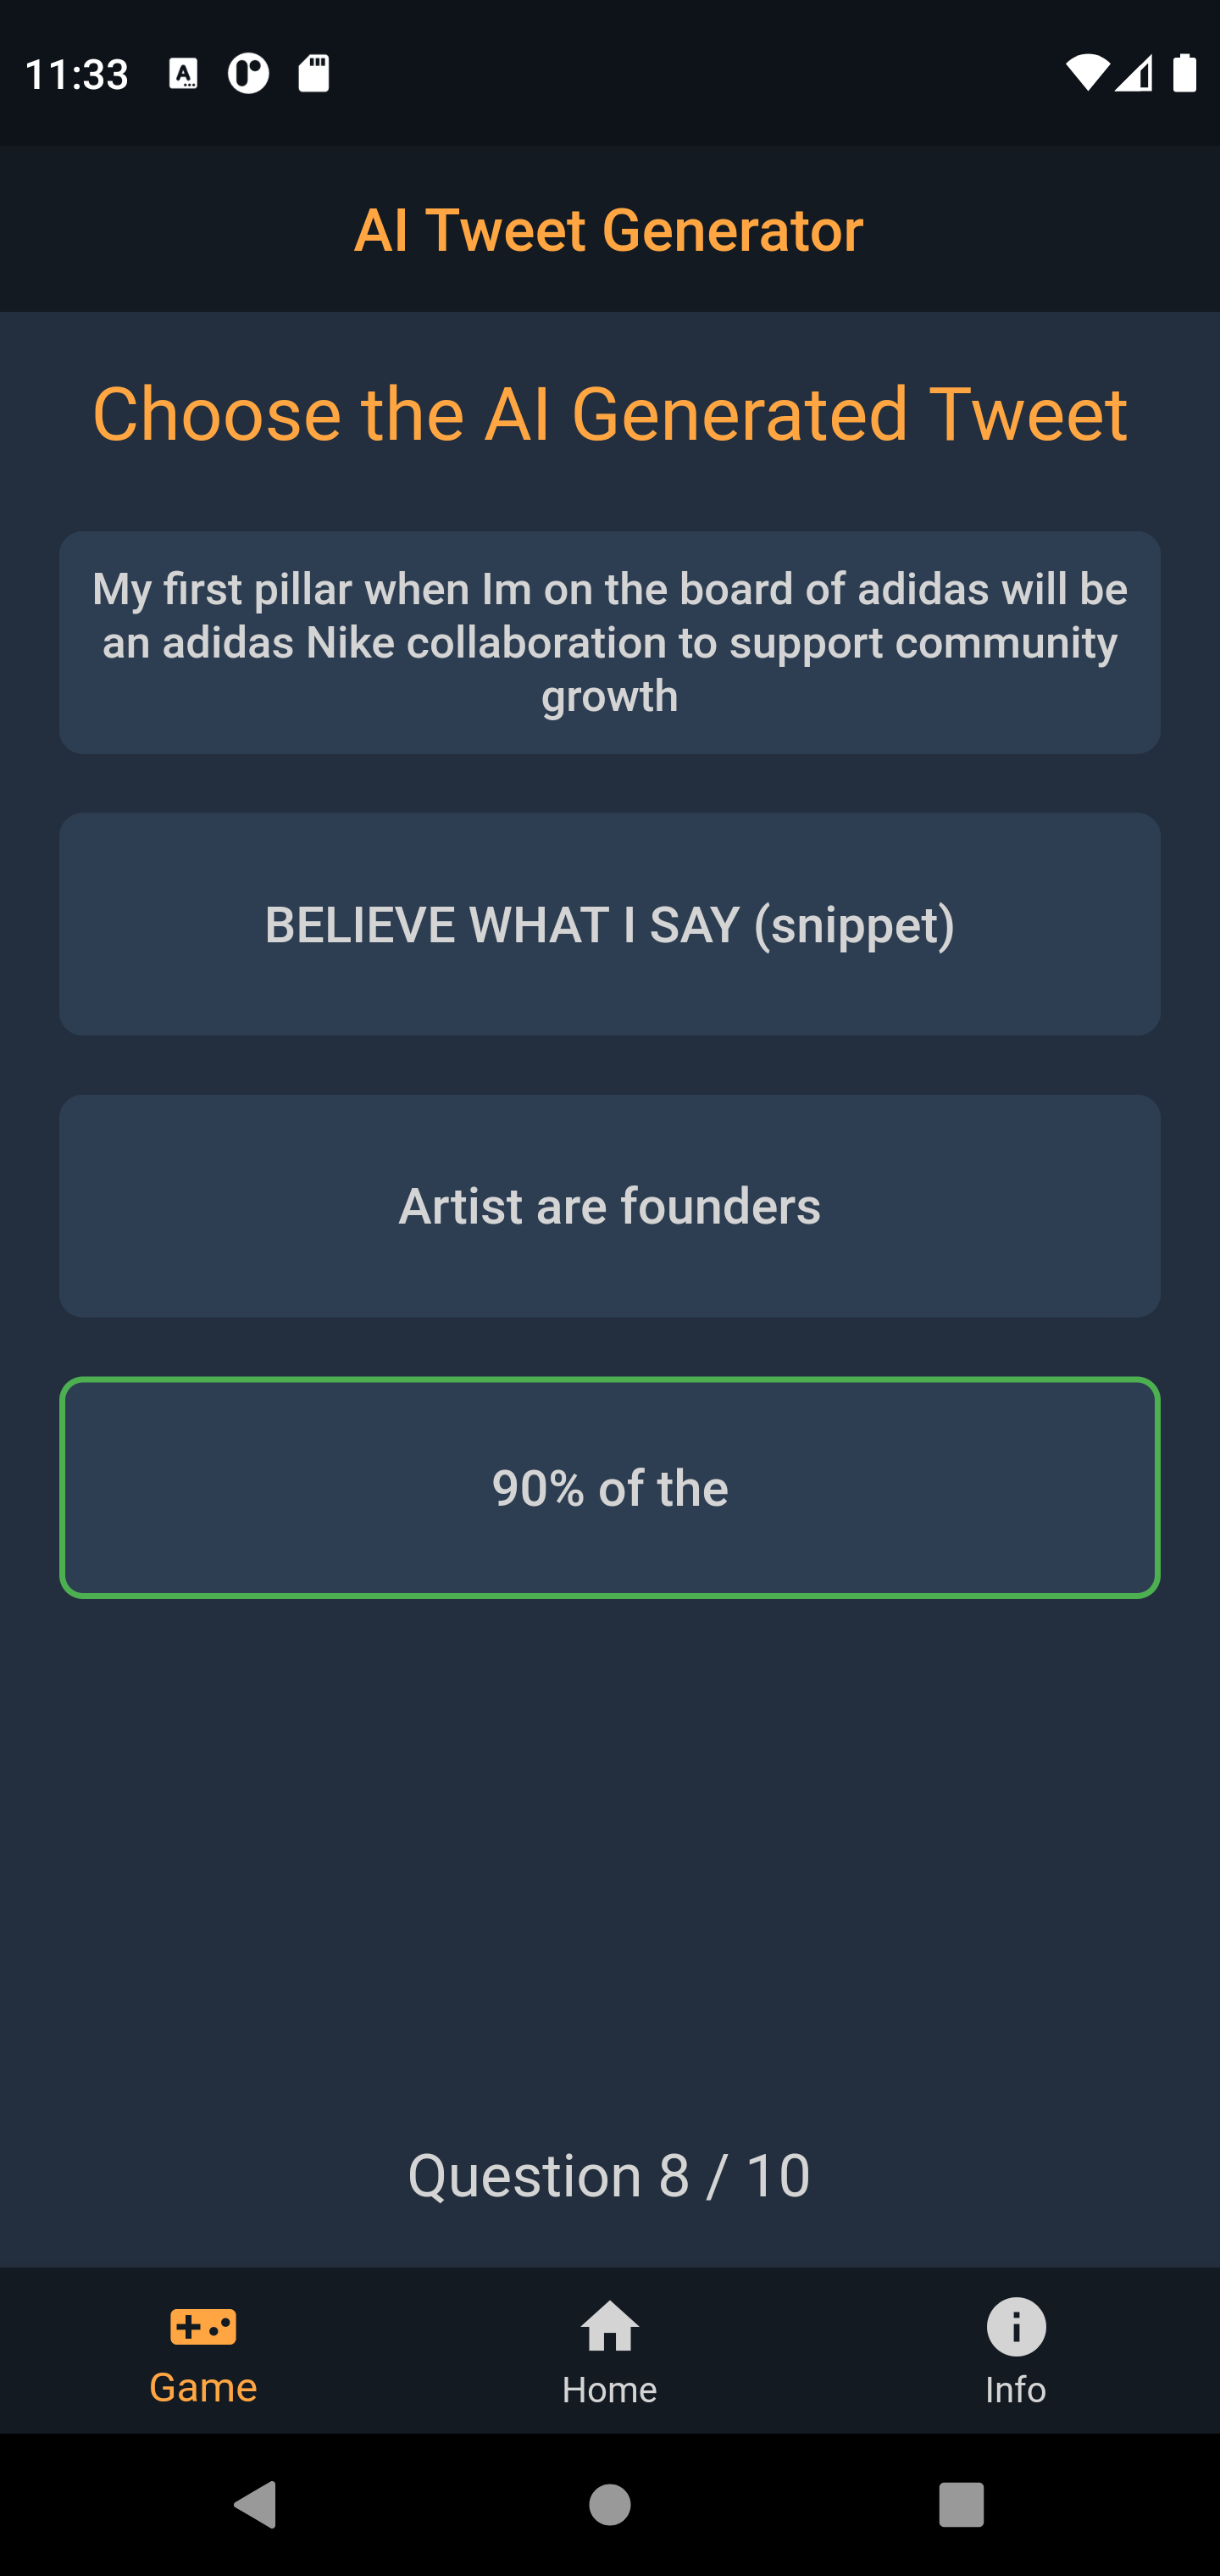 11:33
AI Tweet Generator
Choose the AI Generated Tweet
My first pillar when Im on the board of adidas will be
an adidas Nike collaboration to support community
growth
BELIEVE WHAT I SAY (snippet)
Artist are founders
90% of the
Question 8 / 10
Game
Home
Info